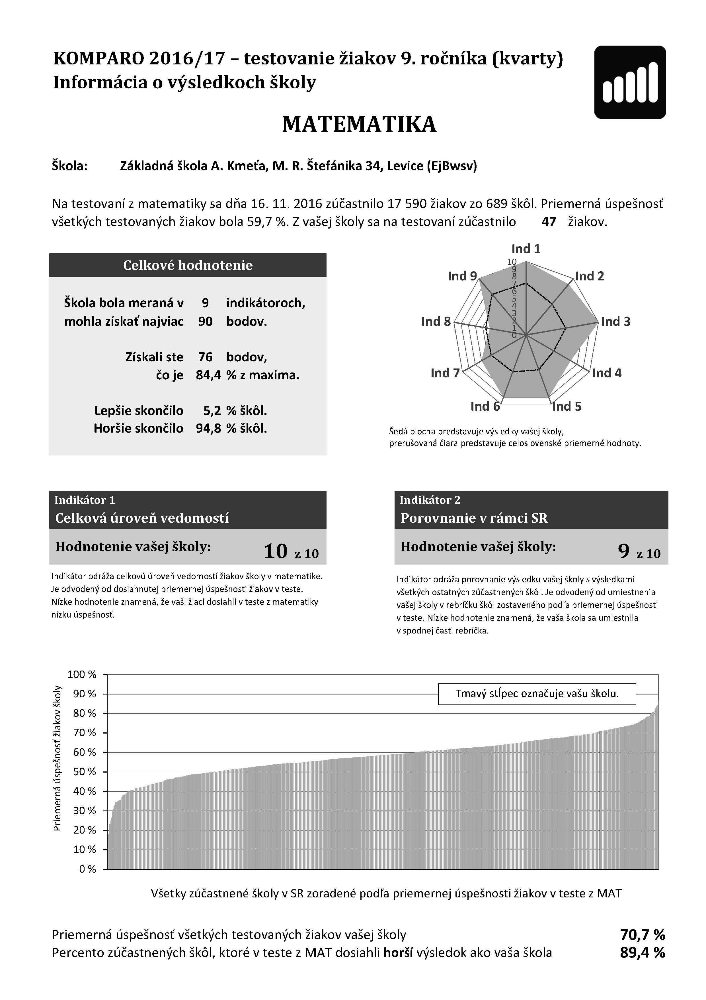 KOMPARO 2016/17 – testovanie žiakov 9. ročníka (kvarty)
Informácia o výsledkoch školy
MATEMATIKA
Škola: Základná škola A. Kmeťa, M. R. Štefánika 34, Levice (EjBwsv)
Na testovaní z matematiky sa dňa 16. 11. 2016 zúčastnilo 17 590 žiakov zo 689 škôl. Priemerná úspešnosť
všetkých testovaných žiakov bola 59,7 %. Z vašej školy sa na testovaní zúčastnilo 47 žiakov.
Celkové hodnotenie
Škola bola meraná v 9 indikátoroch,
mohla získať najviac 90 bodov.
Získali ste 76 bodov,
čo je 84,4 % z maxima.
Lepšie skončilo 5,2 % škôl.
Horšie skončilo 94,8 % škôl.
Ind 1
Ind 2
Ind 3
Ind 4
Ind 5
Ind 6
Ind 7
Ind 8
Ind 9
10
9
8
7
6
5
4
3
2
1
0
Šedá plocha predstavuje výsledky vašej školy,
prerušovaná čiara predstavuje celoslovenské priemerné hodnoty.
Indikátor 1
Celková úroveň vedomostí
Hodnotenie vašej školy: 10 z 10
Indikátor odráža celkovú úroveň vedomostí žiakov školy v matematike.
Je odvodený od dosiahnutej priemernej úspešnosti žiakov v teste.
Nízke hodnotenie znamená, že vaši žiaci dosiahli v teste z matematiky
nízku úspešnosť.
Indikátor 2
Porovnanie v rámci SR
Hodnotenie vašej školy: 9 z 10
Indikátor odráža porovnanie výsledku vašej školy s výsledkami
všetkých ostatných zúčastnených škôl. Je odvodený od umiestnenia
vašej školy v rebríčku škôl zostaveného podľa priemernej úspešnosti
v teste. Nízke hodnotenie znamená, že vaša škola sa umiestnila
v spodnej časti rebríčka.
Priemerná úspešnosť žiakov školy
100 %
90 %
80 %
70 %
60 %
50 %
40 %
30 %
20 %
10 %
0 %
Tmavý stĺpec označuje vašu školu.
Všetky zúčastnené školy v SR zoradené podľa priemernej úspešnosti žiakov v teste z MAT
Priemerná úspešnosť všetkých testovaných žiakov vašej školy 70,7 %
Percento zúčastnených škôl, ktoré v teste z MAT dosiahli horší výsledok ako vaša škola 89,4 %